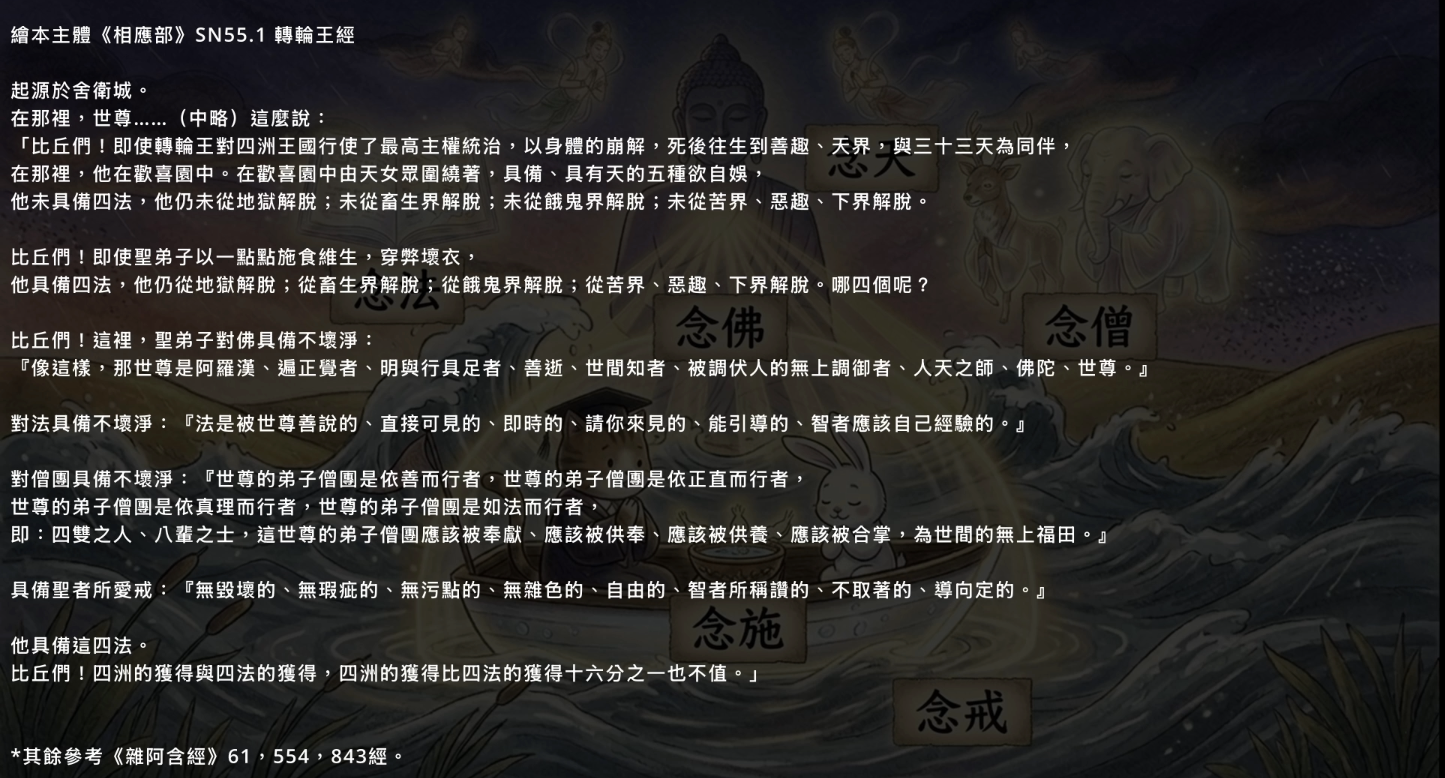 繪本主體《相應部》SN55.1 轉輪王經
起源於舍衛城。
在那裡，世尊……（中略）這麼說：
「比丘們！即使轉輪王對四洲王國行使了最高主權統治，以身體的崩解，死後往生到善趣、天界，與三十三天為同伴，
在那裡，他在歡喜園中。在歡喜園中由天女眾圍繞著，具備、具有天的五種欲自娛，
他未具備四法，他仍未從地獄解脫；未從畜生界解脫；未從餓鬼界解脫；未從苦界、惡趣、下界解脫。
比丘們！即使聖弟子以一點點施食維生，穿弊壞衣，
他具備四法，他仍從地獄解脫；從畜生界解脫；從餓鬼界解脫；從苦界、惡趣、下界解脫。哪四個呢？
比丘們！這裡，聖弟子對佛具備不壞淨：
『像這樣，那世尊是阿羅漢、遍正覺者、明與行具足者、善逝、世間知者、被調伏人的無上調御者、人天之師、佛陀、世尊。』
對法具備不壞淨：『法是被世尊善說的、直接可見的、即時的、請你來見的、能引導的、智者應該自己經驗的。』
對僧團具備不壞淨：『世尊的弟子僧團是依善而行者，世尊的弟子僧團是依正直而行者，
世尊的弟子僧團是依真理而行者，世尊的弟子僧團是如法而行者，
即：四雙之人、八輩之士，這世尊的弟子僧團應該被奉獻、應該被供奉、應該被供養、應該被合掌，為世間的無上福田。』
具備聖者所愛戒：『無毀壞的、無瑕疵的、無污點的、無雜色的、自由的、智者所稱讚的、不取著的、導向定的。』
他具備這四法。
比丘們！四洲的獲得與四法的獲得，四洲的獲得比四法的獲得十六分之一也不值。」
*其餘參考《雜阿含經》61，554，843經。
念天
念法
念佛
念僧
念施
念戒